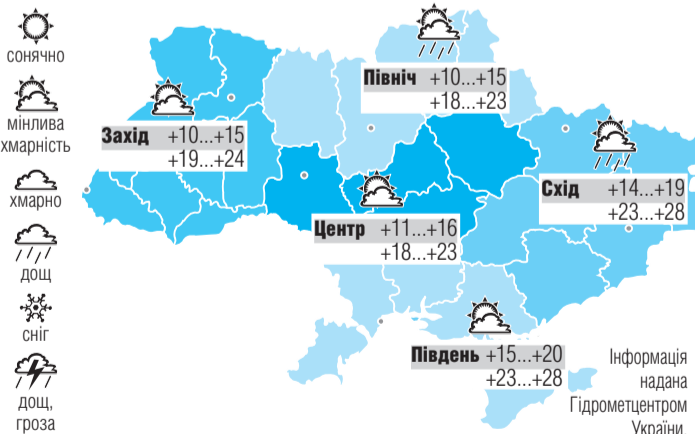 сонячно
мінлива
хмарність
хмарно
дощ
сніг
дощ,
гроза
Північ +10...+15
+18...+23
Захід +10...+15
+19...+24
Схід +14...+19
+23...+28
Центр +11...+16
+18...+23
Південь +15...+20
+23...+28
Інформація
надана
Гідрометцентром
України.